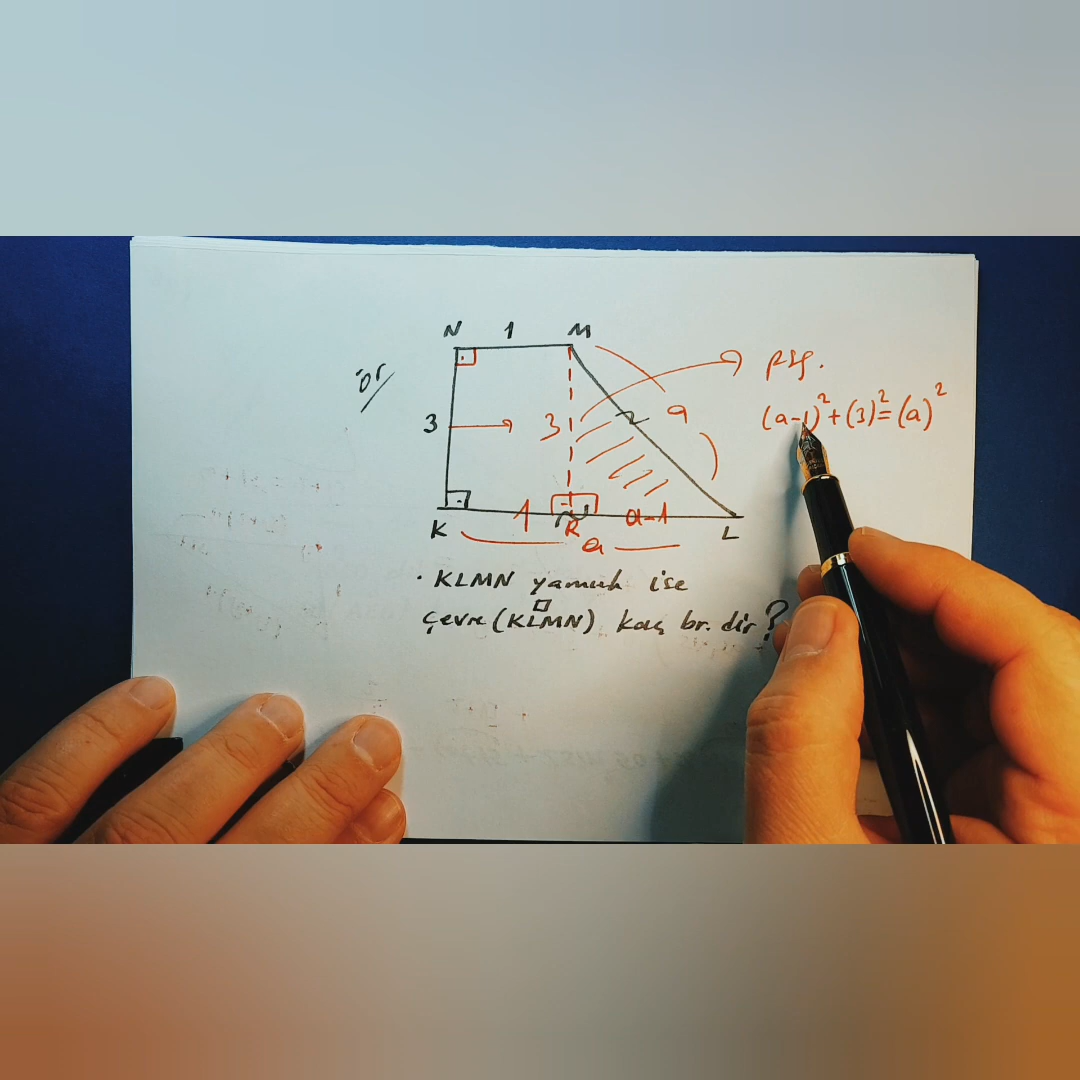 N 1 M
ör
3 3 a
psg.
(a-1)²+(3)²=(a)²
K 1 R a-1 L
a
· KLMN yamuk ise
çevre (KLMN) kaç br. dir?